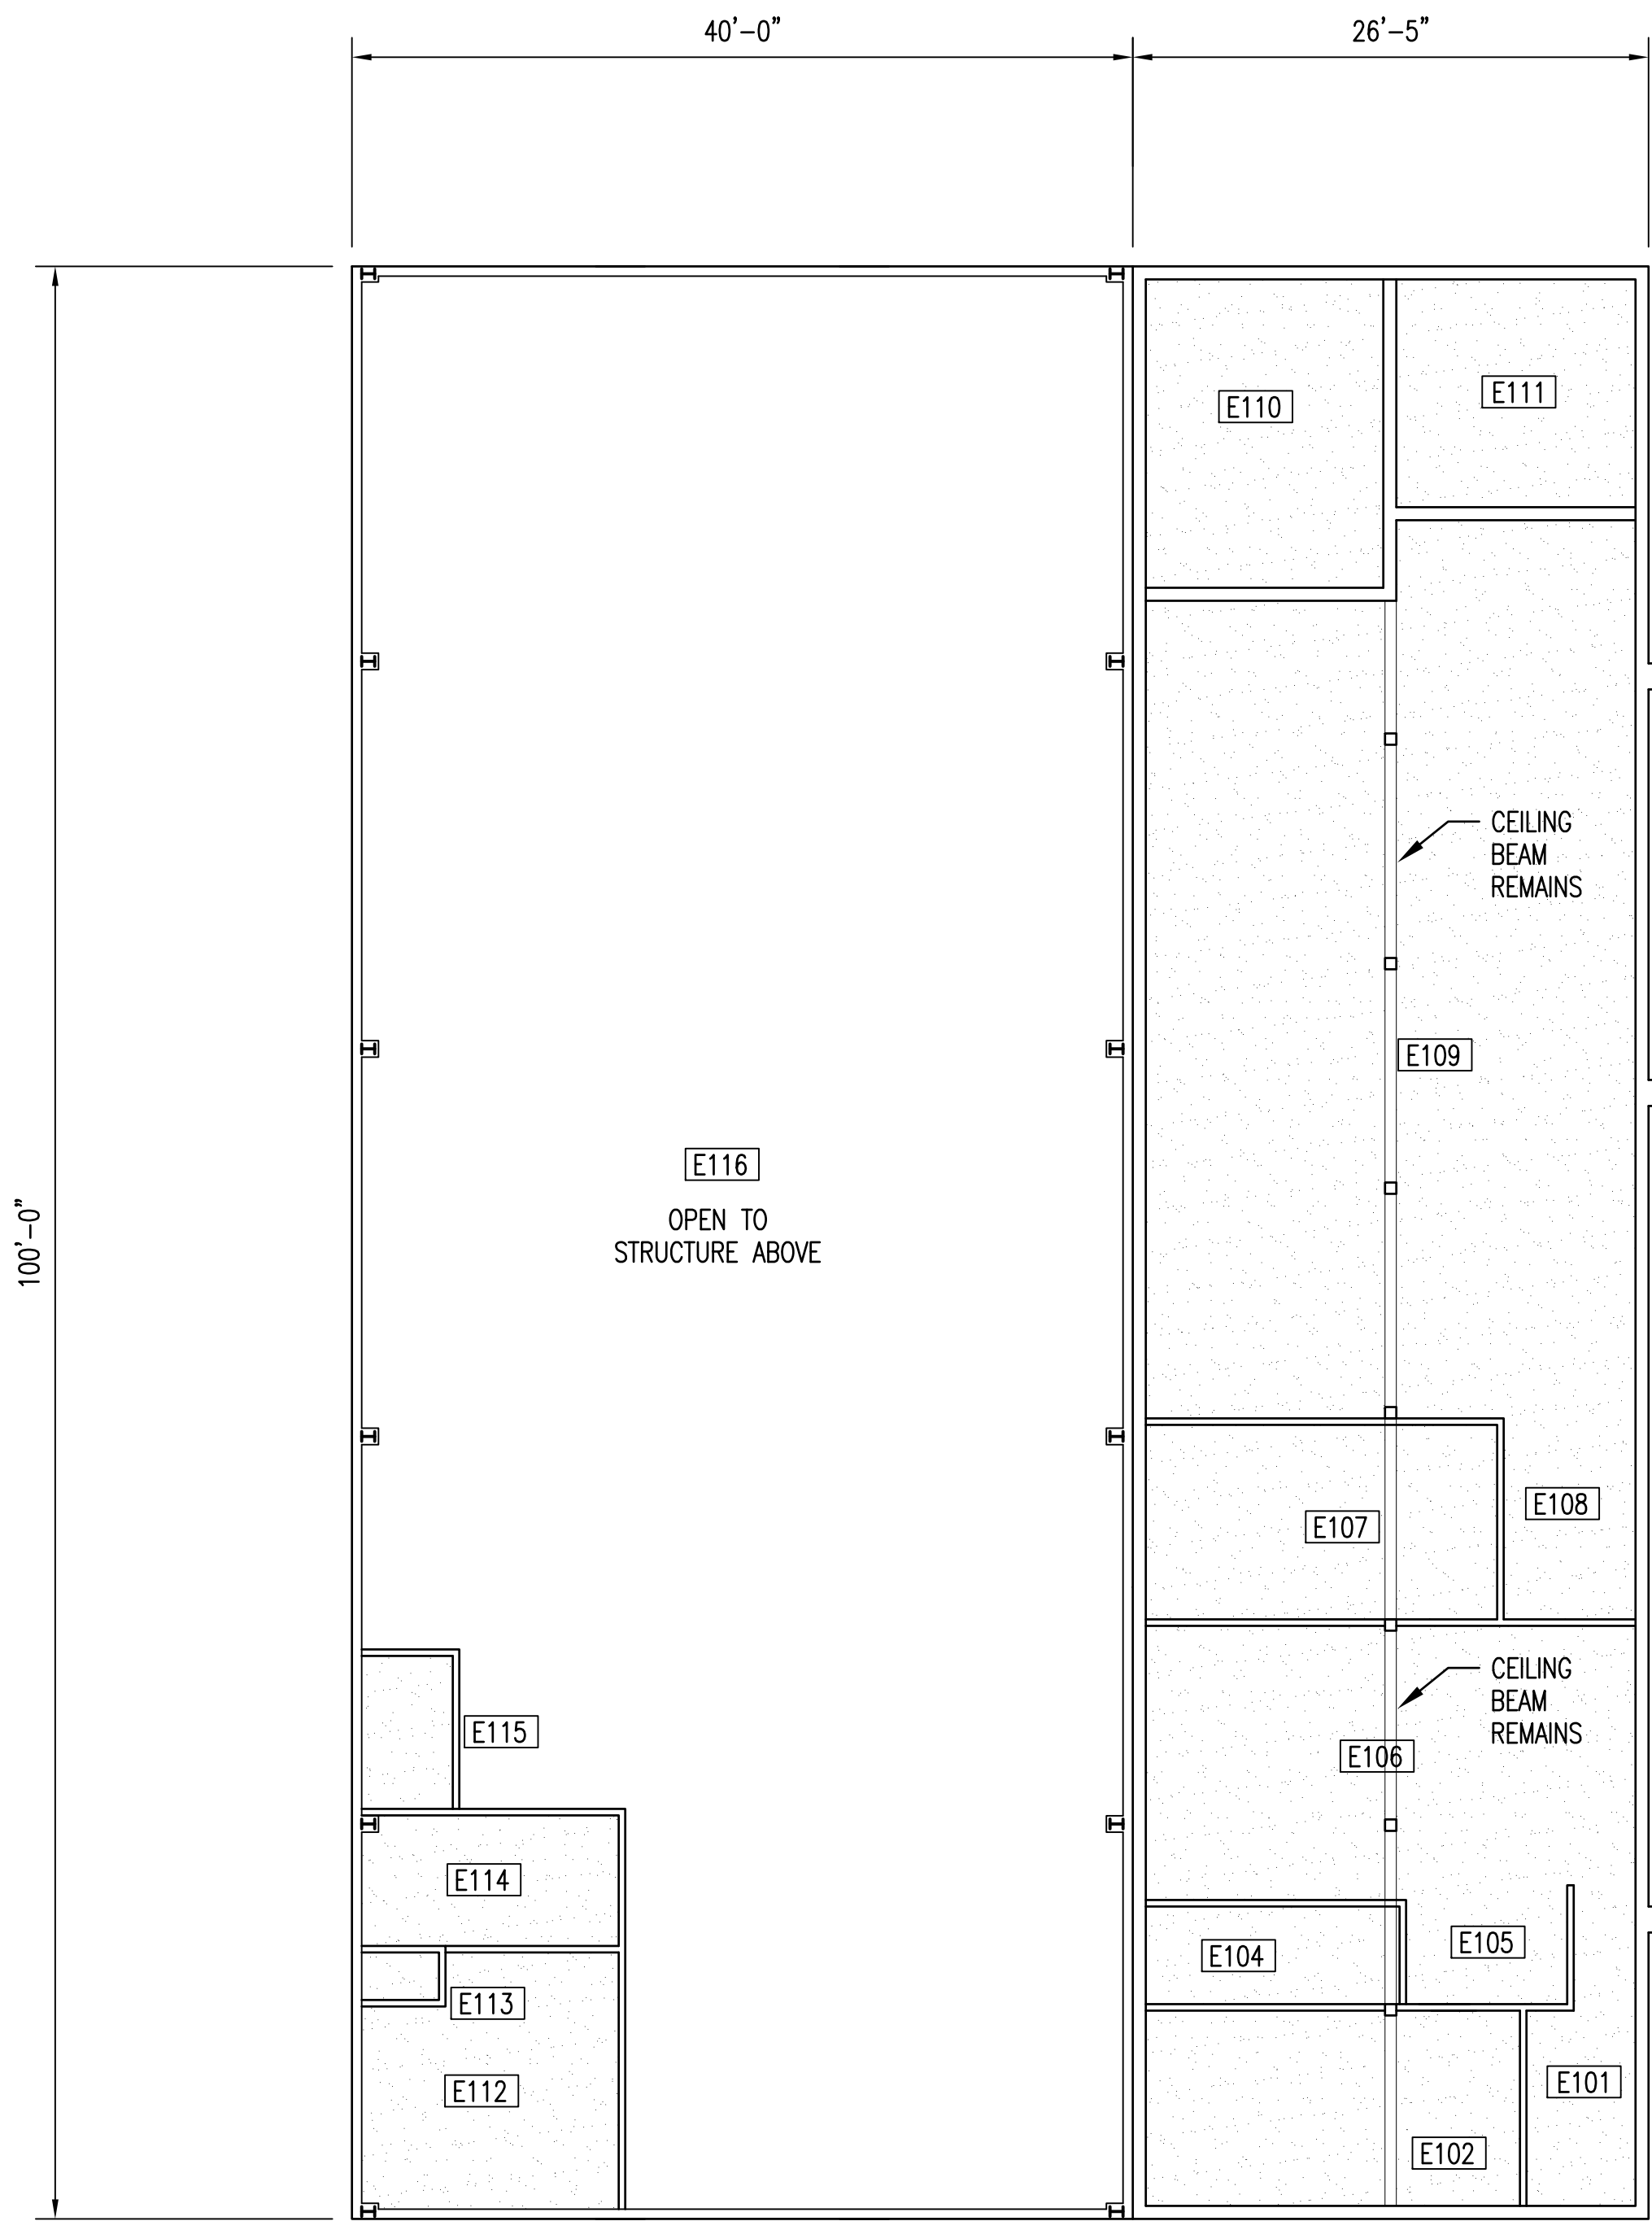 40'-0"
26'-5"
E110
E111
CEILING
BEAM
REMAINS
E109
E116
OPEN TO
STRUCTURE ABOVE
100'-0"
E108
E107
CEILING
BEAM
REMAINS
E115
E106
E114
E105
E104
E113
E101
E112
E102